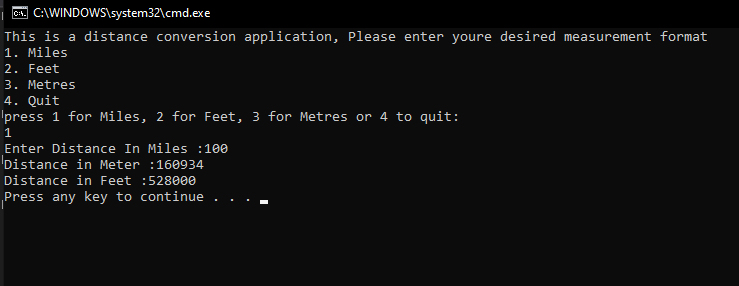 C:\WINDOWS\system32\cmd.exe
This is a distance conversion application, Please enter youre desired measurement format
1. Miles
2. Feet
3. Metres
4. Quit
press 1 for Miles, 2 for Feet, 3 for Metres or 4 to quit:
1
Enter Distance In Miles :100
Distance in Meter :160934
Distance in Feet :528000
Press any key to continue . . .